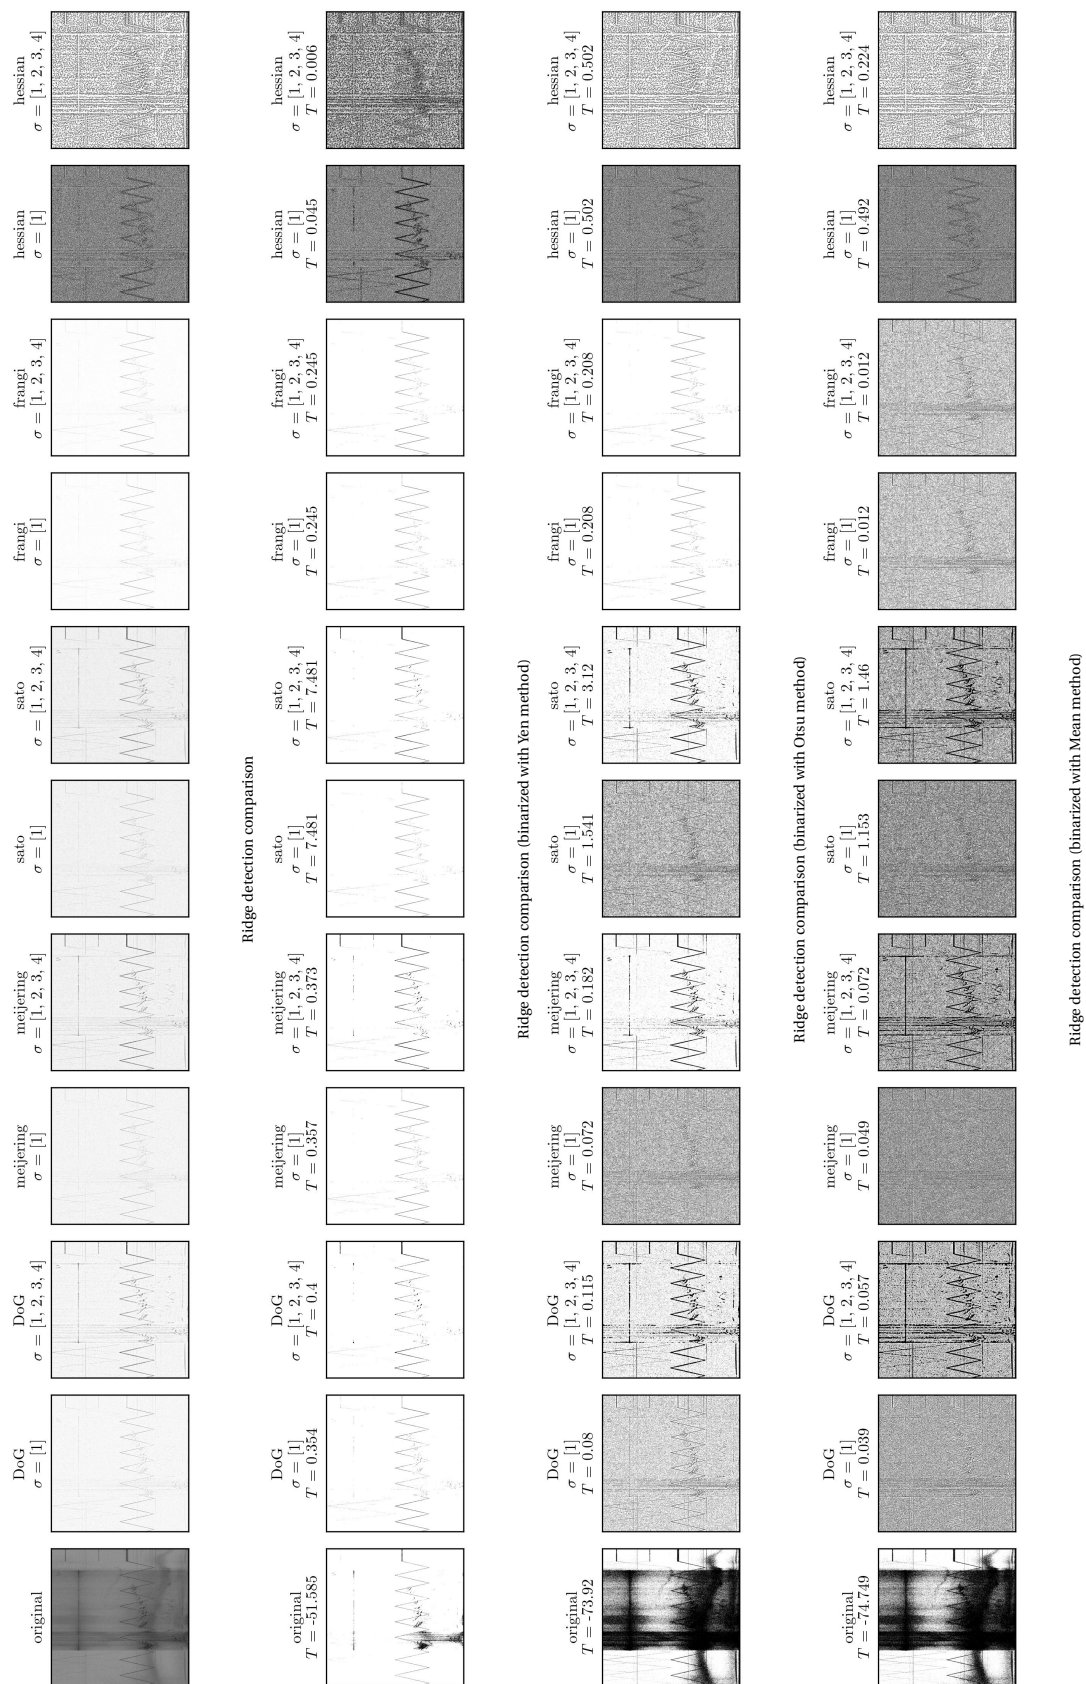 original
DoG
σ = [1]
DoG
σ = [1, 2, 3, 4]
meijering
σ = [1]
meijering
σ = [1, 2, 3, 4]
sato
σ = [1]
sato
σ = [1, 2, 3, 4]
frangi
σ = [1]
frangi
σ = [1, 2, 3, 4]
hessian
σ = [1]
hessian
σ = [1, 2, 3, 4]
Ridge detection comparison
original
T = -51.585
DoG
σ = [1]
T = 0.354
DoG
σ = [1, 2, 3, 4]
T = 0.4
meijering
σ = [1]
T = 0.357
meijering
σ = [1, 2, 3, 4]
T = 0.373
sato
σ = [1]
T = 7.481
sato
σ = [1, 2, 3, 4]
T = 7.481
frangi
σ = [1]
T = 0.245
frangi
σ = [1, 2, 3, 4]
T = 0.245
hessian
σ = [1]
T = 0.045
hessian
σ = [1, 2, 3, 4]
T = 0.006
Ridge detection comparison (binarized with Yen method)
original
T = -73.92
DoG
σ = [1]
T = 0.08
DoG
σ = [1, 2, 3, 4]
T = 0.115
meijering
σ = [1]
T = 0.072
meijering
σ = [1, 2, 3, 4]
T = 0.182
sato
σ = [1]
T = 1.541
sato
σ = [1, 2, 3, 4]
T = 3.12
frangi
σ = [1]
T = 0.208
frangi
σ = [1, 2, 3, 4]
T = 0.208
hessian
σ = [1]
T = 0.502
hessian
σ = [1, 2, 3, 4]
T = 0.502
Ridge detection comparison (binarized with Otsu method)
original
T = -74.749
DoG
σ = [1]
T = 0.039
DoG
σ = [1, 2, 3, 4]
T = 0.057
meijering
σ = [1]
T = 0.049
meijering
σ = [1, 2, 3, 4]
T = 0.072
sato
σ = [1]
T = 1.153
sato
σ = [1, 2, 3, 4]
T = 1.46
frangi
σ = [1]
T = 0.012
frangi
σ = [1, 2, 3, 4]
T = 0.012
hessian
σ = [1]
T = 0.492
hessian
σ = [1, 2, 3, 4]
T = 0.224
Ridge detection comparison (binarized with Mean method)